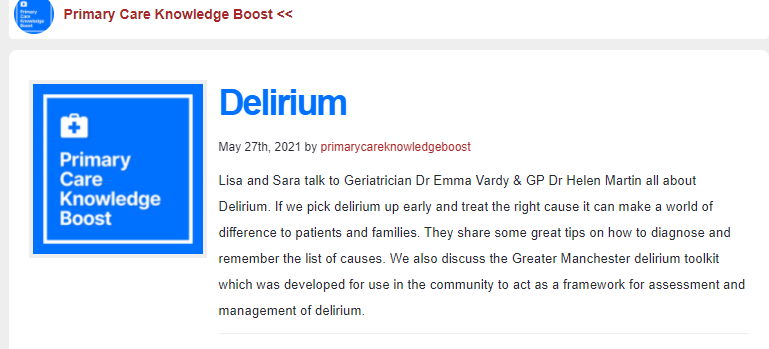 Primary
Care
Knowledge
Boost
Primary Care Knowledge Boost <<
Primary
Care
Knowledge
Boost
Delirium
May 27th, 2021 by primarycareknowledgeboost
Lisa and Sara talk to Geriatrician Dr Emma Vardy & GP Dr Helen Martin all about
Delirium. If we pick delirium up early and treat the right cause it can make a world of
difference to patients and families. They share some great tips on how to diagnose and
remember the list of causes. We also discuss the Greater Manchester delirium toolkit
which was developed for use in the community to act as a framework for assessment and
management of delirium.